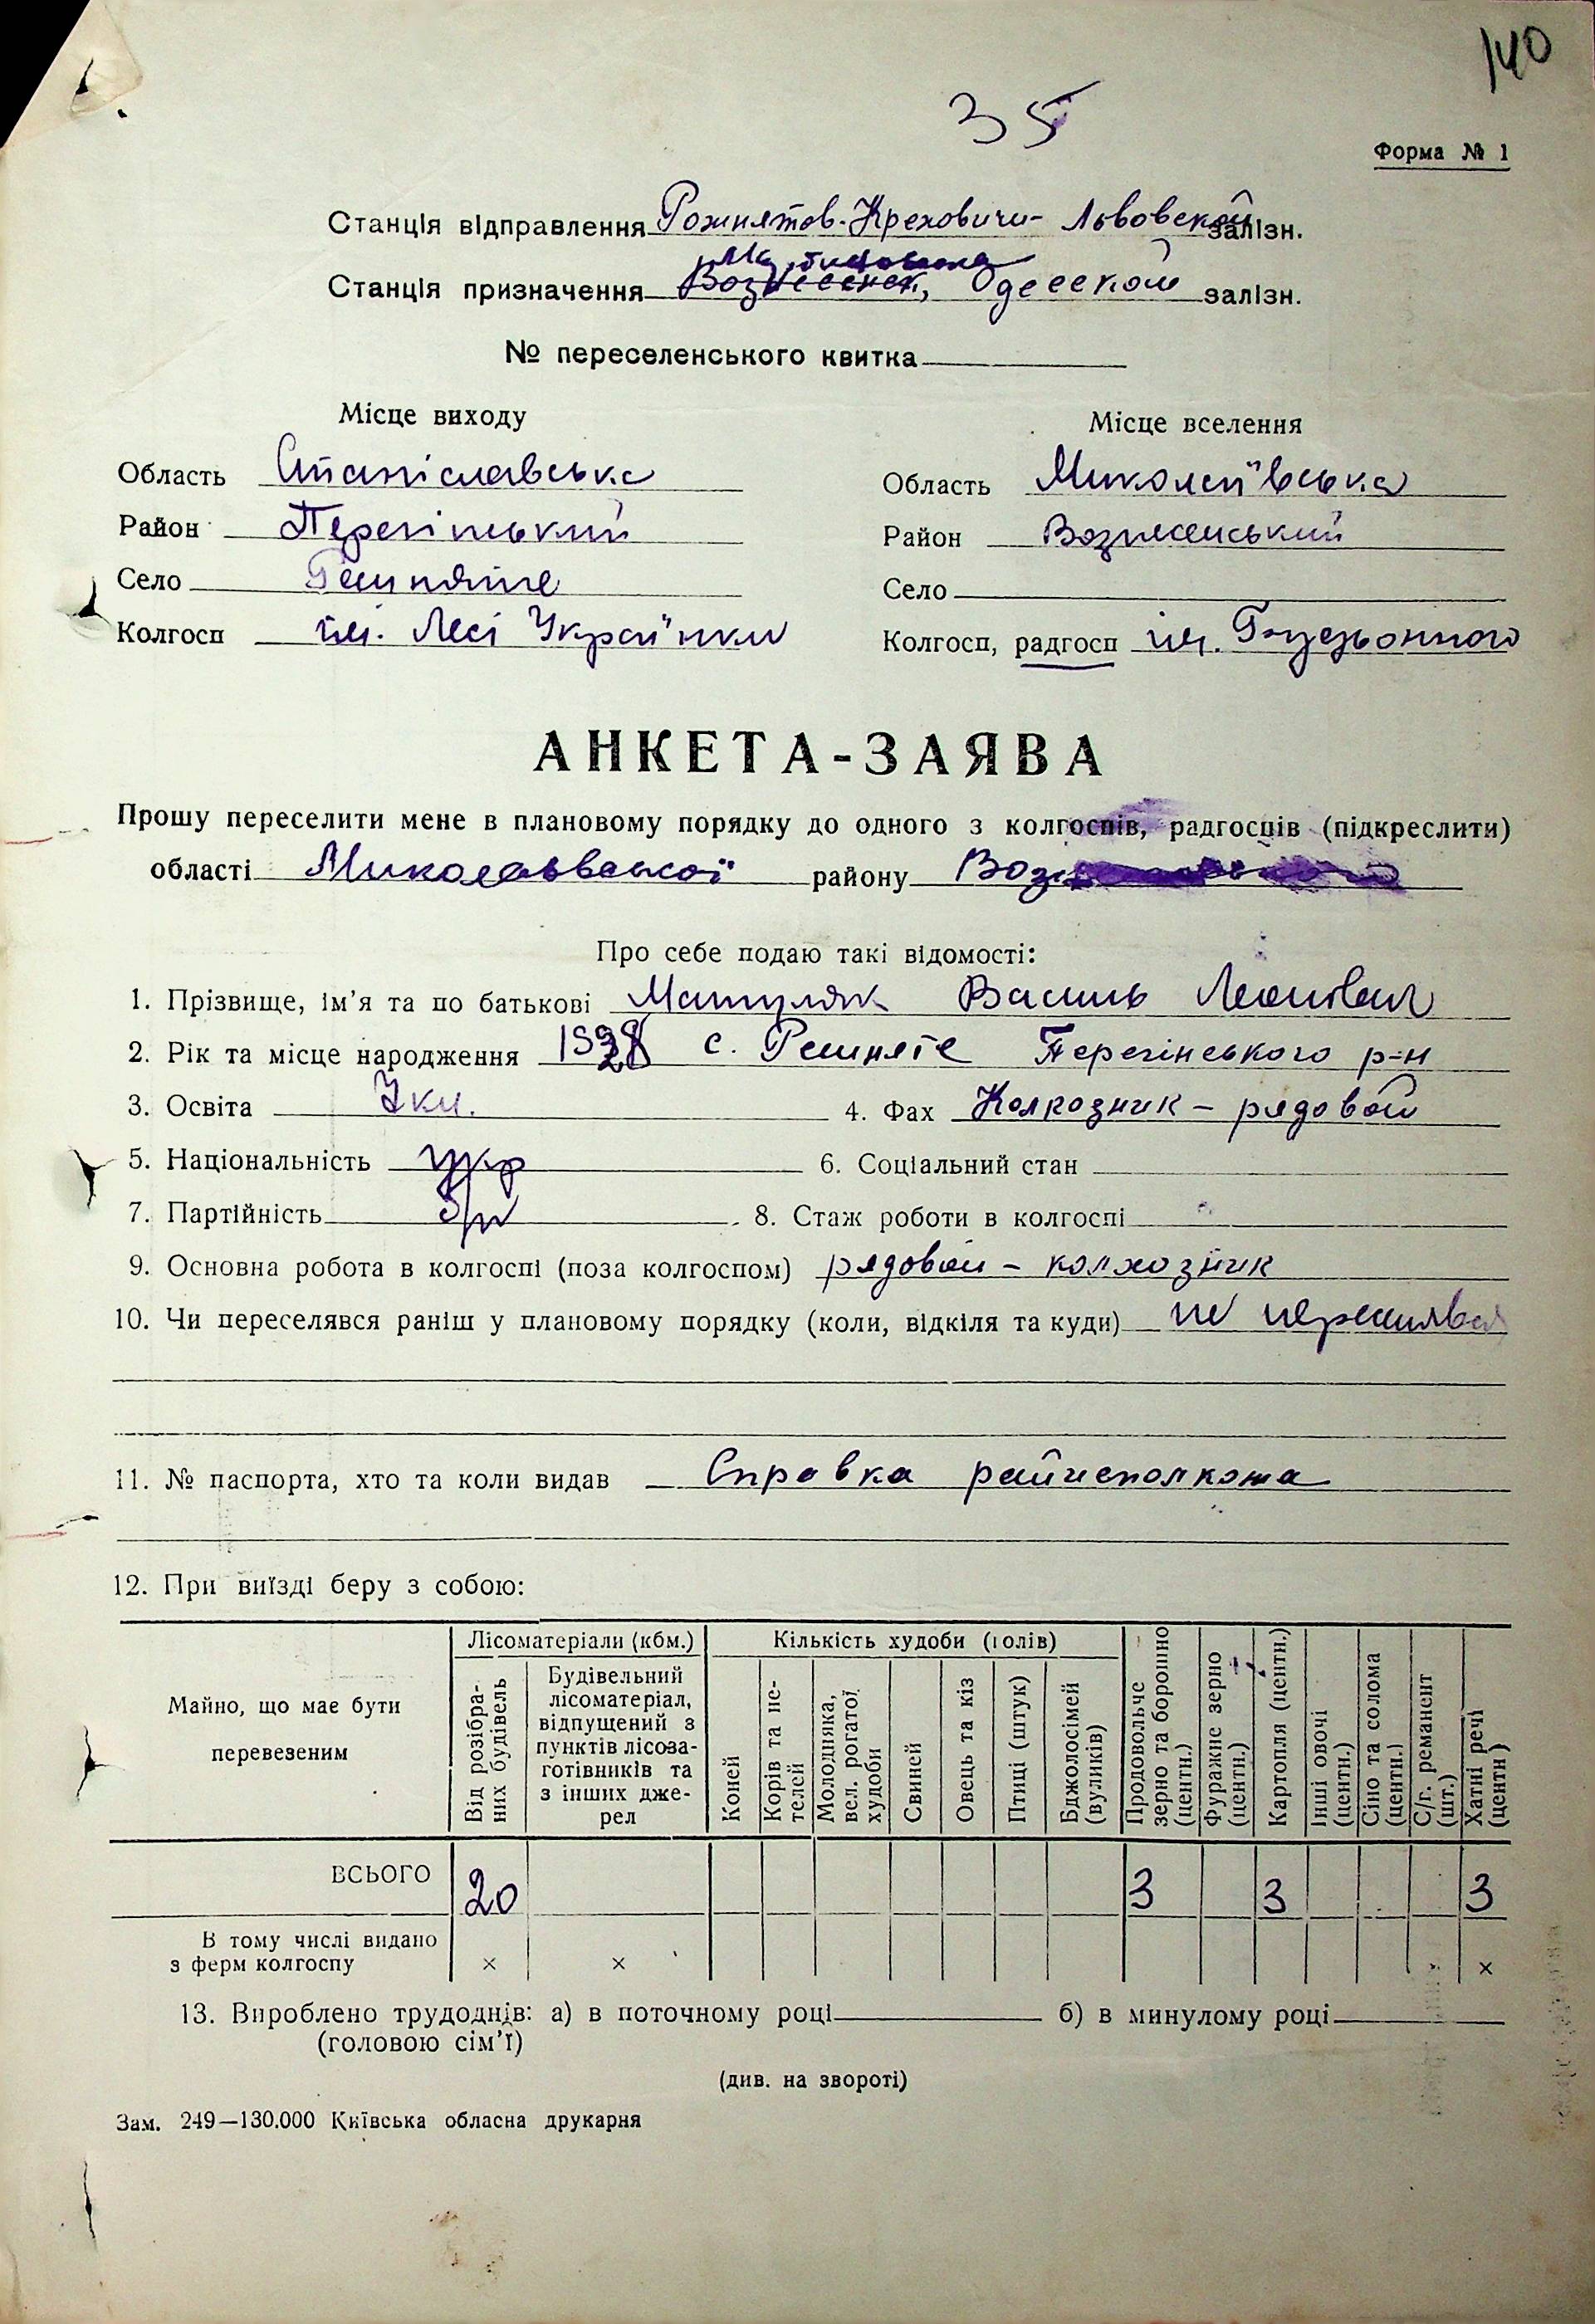 140
35
Форма № 1
Станція відправлення Рожнятов-Креховичи- Львовской залізн.
Станція призначення Вознесенск, Одесской залізн.
№ переселенського квитка
Місце виходу
Місце вселення
Область Станіславська
Область Миколаївська
Район Перегінський
Район Вознесенський
Село
Село
Колгосп ім. Лесі Українки
Колгосп, радгосп ім. Будьонного
АНКЕТА-ЗАЯВА
Прошу переселити мене в плановому порядку до одного з колгоспів, радгоспів (підкреслити)
області Миколаївської району
Про себе подаю такі відомості:
1. Прізвище, ім’я та по батькові Матуляк Василь
2. Рік та місце народження с. Перегінського р-н
3. Освіта
4. Фах Колхозник – рядовой
5. Національність укр
6. Соціальний стан
7. Партійність б/п
8. Стаж роботи в колгоспі
9. Основна робота в колгоспі (поза колгоспом) рядовой – колхозник
10. Чи переселявся раніш у плановому порядку (коли, відкіля та куди) не
11. № паспорта, хто та коли видав Справка райисполкома
12. При виїзді беру з собою:
Майно, що має бути перевезеним
Лісоматеріали (кбм.)
Від розібраних будівель
Будівельний лісоматеріал, відпущений з пунктів лісозаготівників та з інших джерел
Кількість худоби (голів)
Коней
Корів та нетелей
Молодняка, вел. рогатої худоби
Свиней
Овець та кіз
Птиці (штук)
Бджолосімей (вуликів)
Продовольче зерно та борошно (центн.)
Фуражне зерно (центн.)
Картопля (центн.)
Інші овочі (центн.)
Сіно та солома (центн.)
С/г. реманент (шт.)
Хатні речі (центн)
ВСЬОГО 20 3 3 3
В тому числі видано з ферм колгоспу × × ×
13. Вироблено трудоднів: а) в поточному році б) в минулому році
(головою сім’ї)
(див. на звороті)
Зам. 249—130.000 Київська обласна друкарня